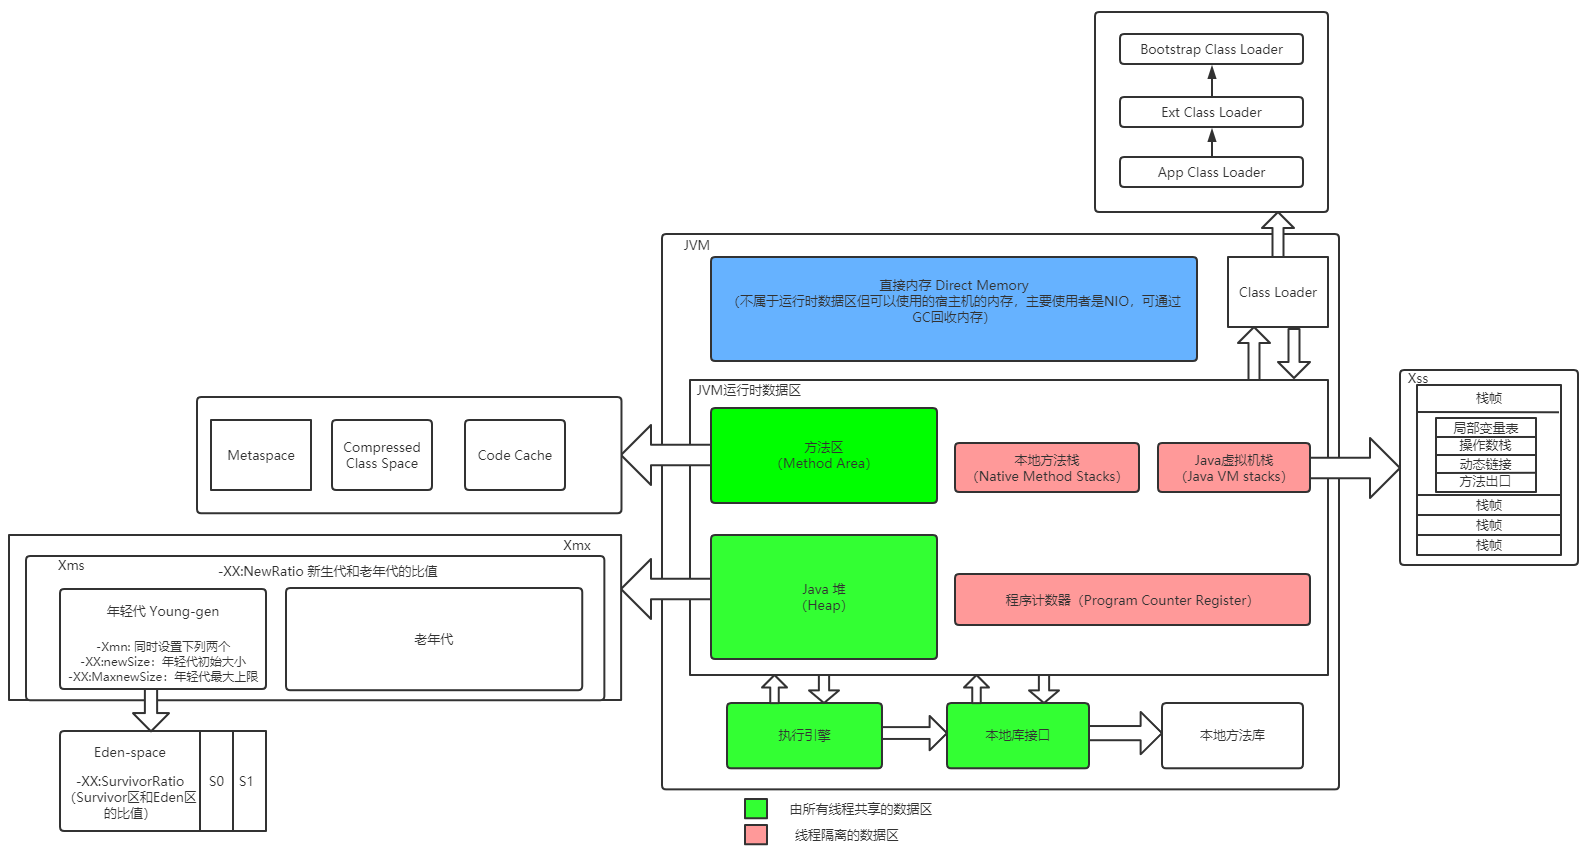 Bootstrap Class Loader
Ext Class Loader
App Class Loader
JVM
直接内存 Direct Memory
（不属于运行时数据区但可以使用的宿主机的内存，主要使用者是NIO，可通过
GC回收内存）
Class Loader
JVM运行时数据区
方法区
（Method Area）
本地方法栈
（Native Method Stacks）
Java虚拟机栈
（Java VM stacks）
Java 堆
（Heap）
程序计数器（Program Counter Register）
Xss
栈帧
局部变量表
操作数栈
动态链接
方法出口
栈帧
栈帧
栈帧
Metaspace
Compressed
Class Space
Code Cache
Xmx
Xms
-XX:NewRatio 新生代和老年代的比值
年轻代 Young-gen
-Xmn: 同时设置下列两个
-XX:newSize：年轻代初始大小
-XX:MaxnewSize：年轻代最大上限
老年代
Eden-space
-XX:SurvivorRatio
（Survivor区和Eden区
的比值）
S0
S1
执行引擎
本地库接口
本地方法库
由所有线程共享的数据区
线程隔离的数据区